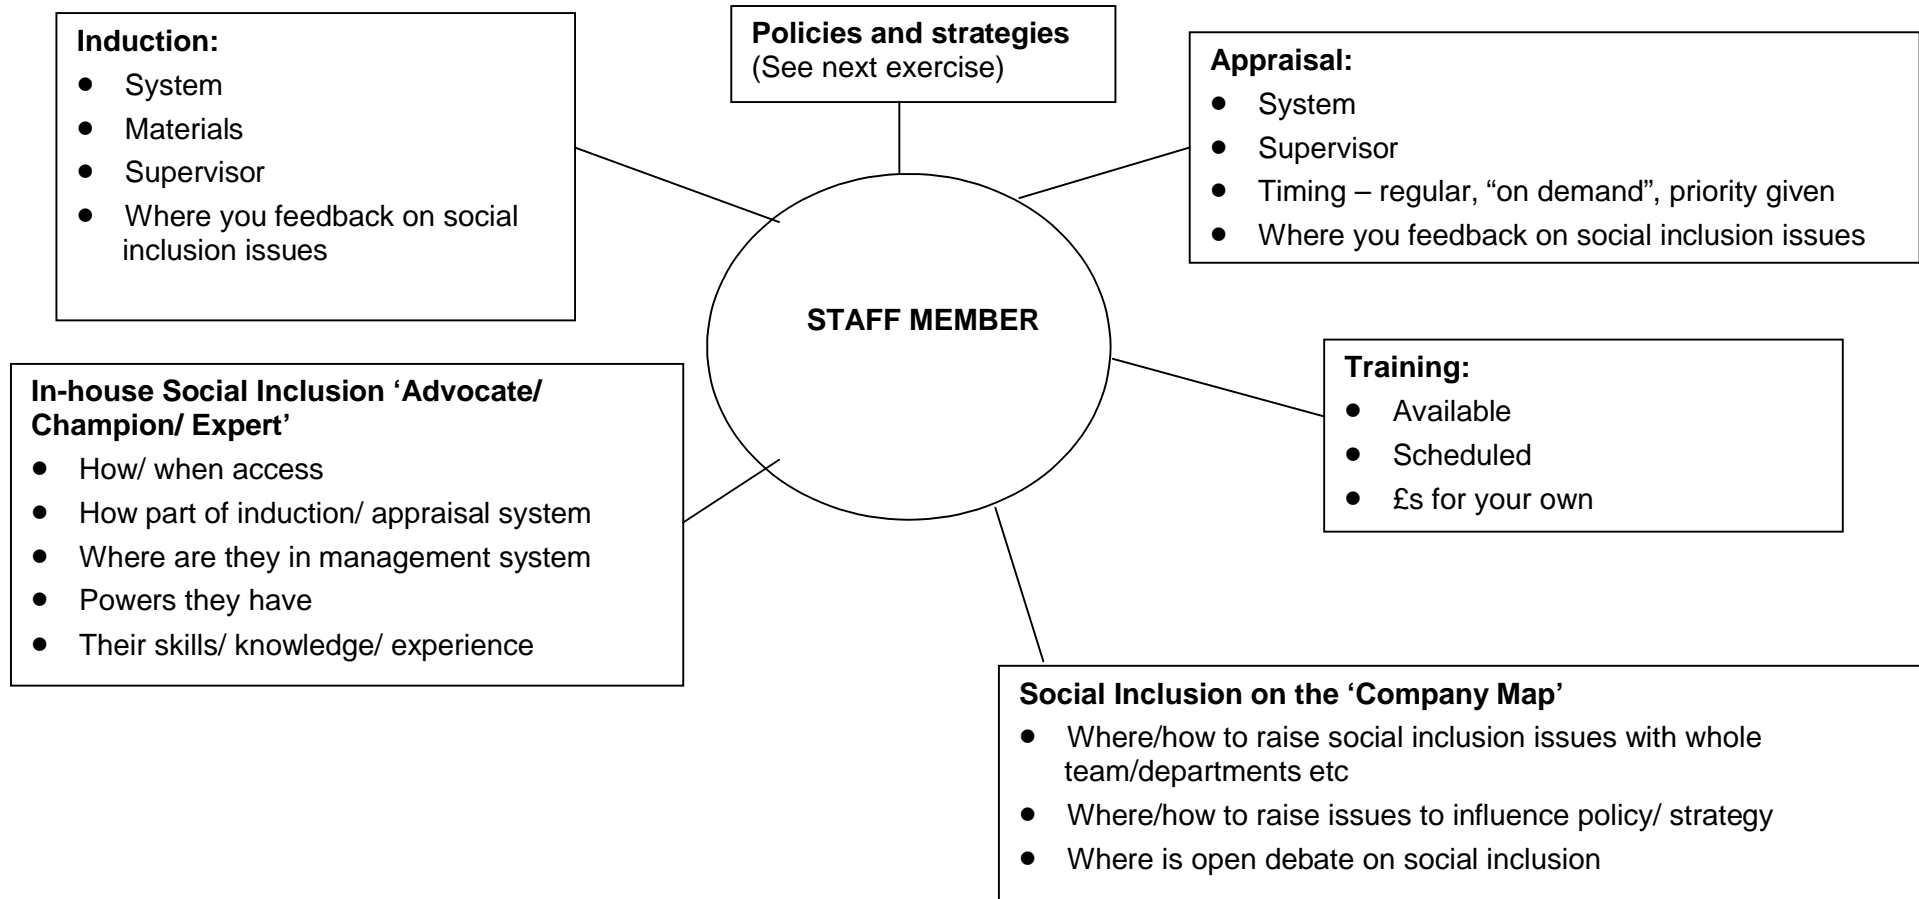 Induction:
● System
● Materials
● Supervisor
● Where you feedback on social
inclusion issues
Policies and strategies
(See next exercise)
Appraisal:
● System
● Supervisor
● Timing – regular, “on demand”, priority given
● Where you feedback on social inclusion issues
STAFF MEMBER
In-house Social Inclusion ‘Advocate/
Champion/ Expert’
● How/ when access
● How part of induction/ appraisal system
● Where are they in management system
● Powers they have
● Their skills/ knowledge/ experience
Training:
● Available
● Scheduled
● £s for your own
Social Inclusion on the ‘Company Map’
● Where/how to raise social inclusion issues with whole
team/departments etc
● Where/how to raise issues to influence policy/ strategy
● Where is open debate on social inclusion